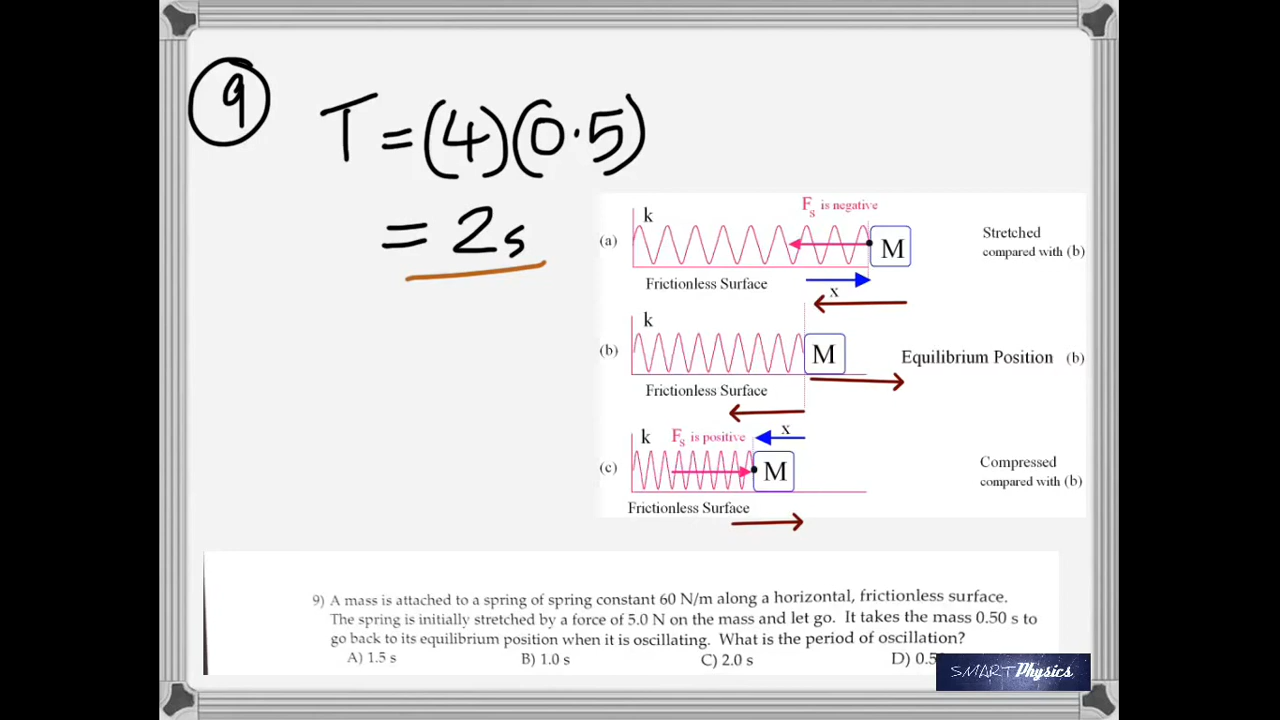 9
T = (4)(0.5)
= 2s
(a) k Fs is negative M Stretched
compared with (b)
Frictionless Surface
x
(b) k M Equilibrium Position (b)
Frictionless Surface
(c) k Fs is positive x M Compressed
compared with (b)
Frictionless Surface
9) A mass is attached to a spring of spring constant 60 N/m along a horizontal, frictionless surface.
The spring is initially stretched by a force of 5.0 N on the mass and let go. It takes the mass 0.50 s to
go back to its equilibrium position when it is oscillating. What is the period of oscillation?
A) 1.5 s B) 1.0 s C) 2.0 s D)
SMART Physics